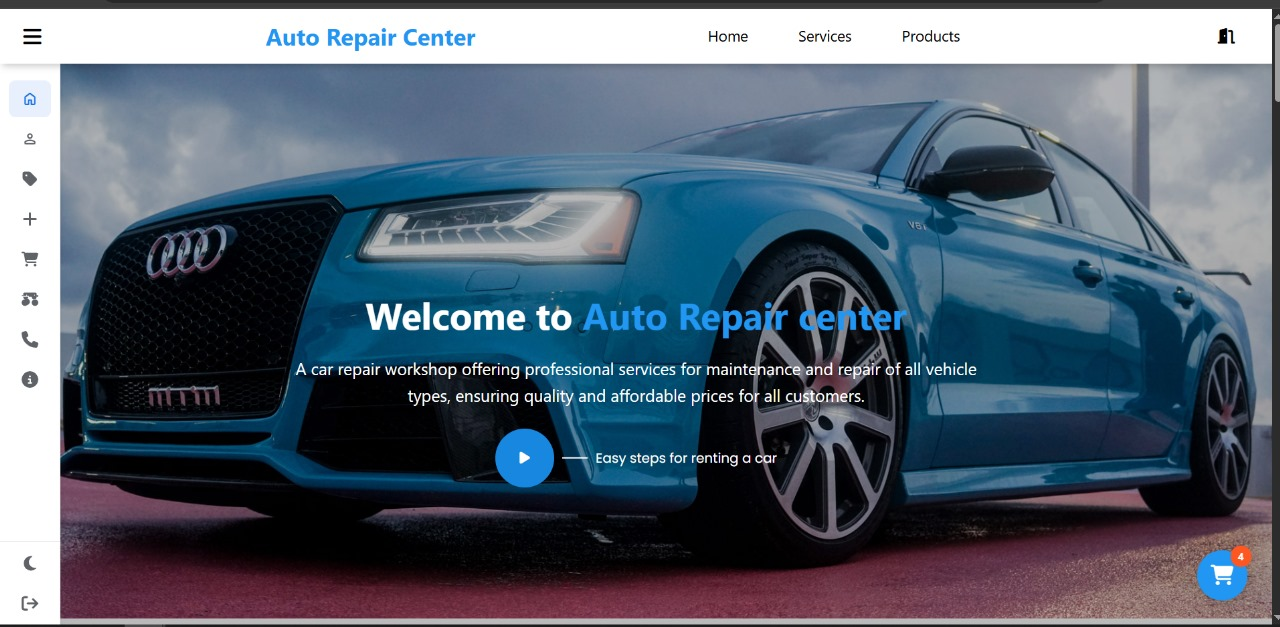 Auto Repair Center
Home
Services
Products
V8T
mtm
Welcome to Auto Repair center
A car repair workshop offering professional services for maintenance and repair of all vehicle
types, ensuring quality and affordable prices for all customers.
Easy steps for renting a car
4